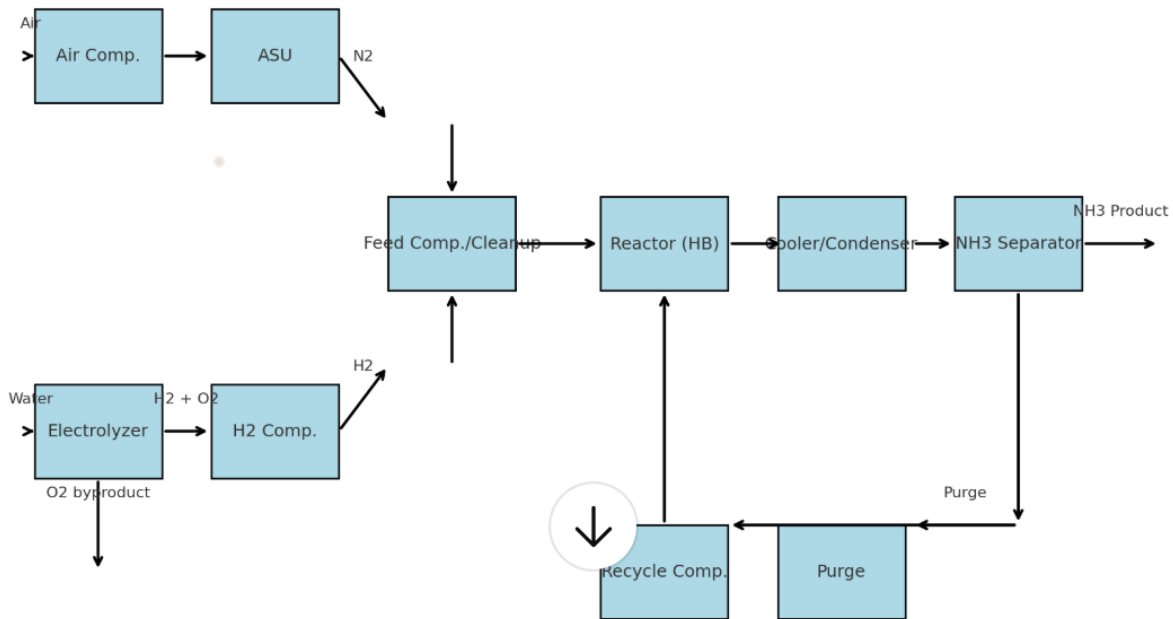 Air
Air Comp.
ASU
N2
NH3 Product
Feed Comp./Cleanup
Reactor (HB)
Cooler/Condenser
NH3 Separator
H2
Water
H2 + O2
Electrolyzer
H2 Comp.
O2 byproduct
Purge
Recycle Comp.
Purge